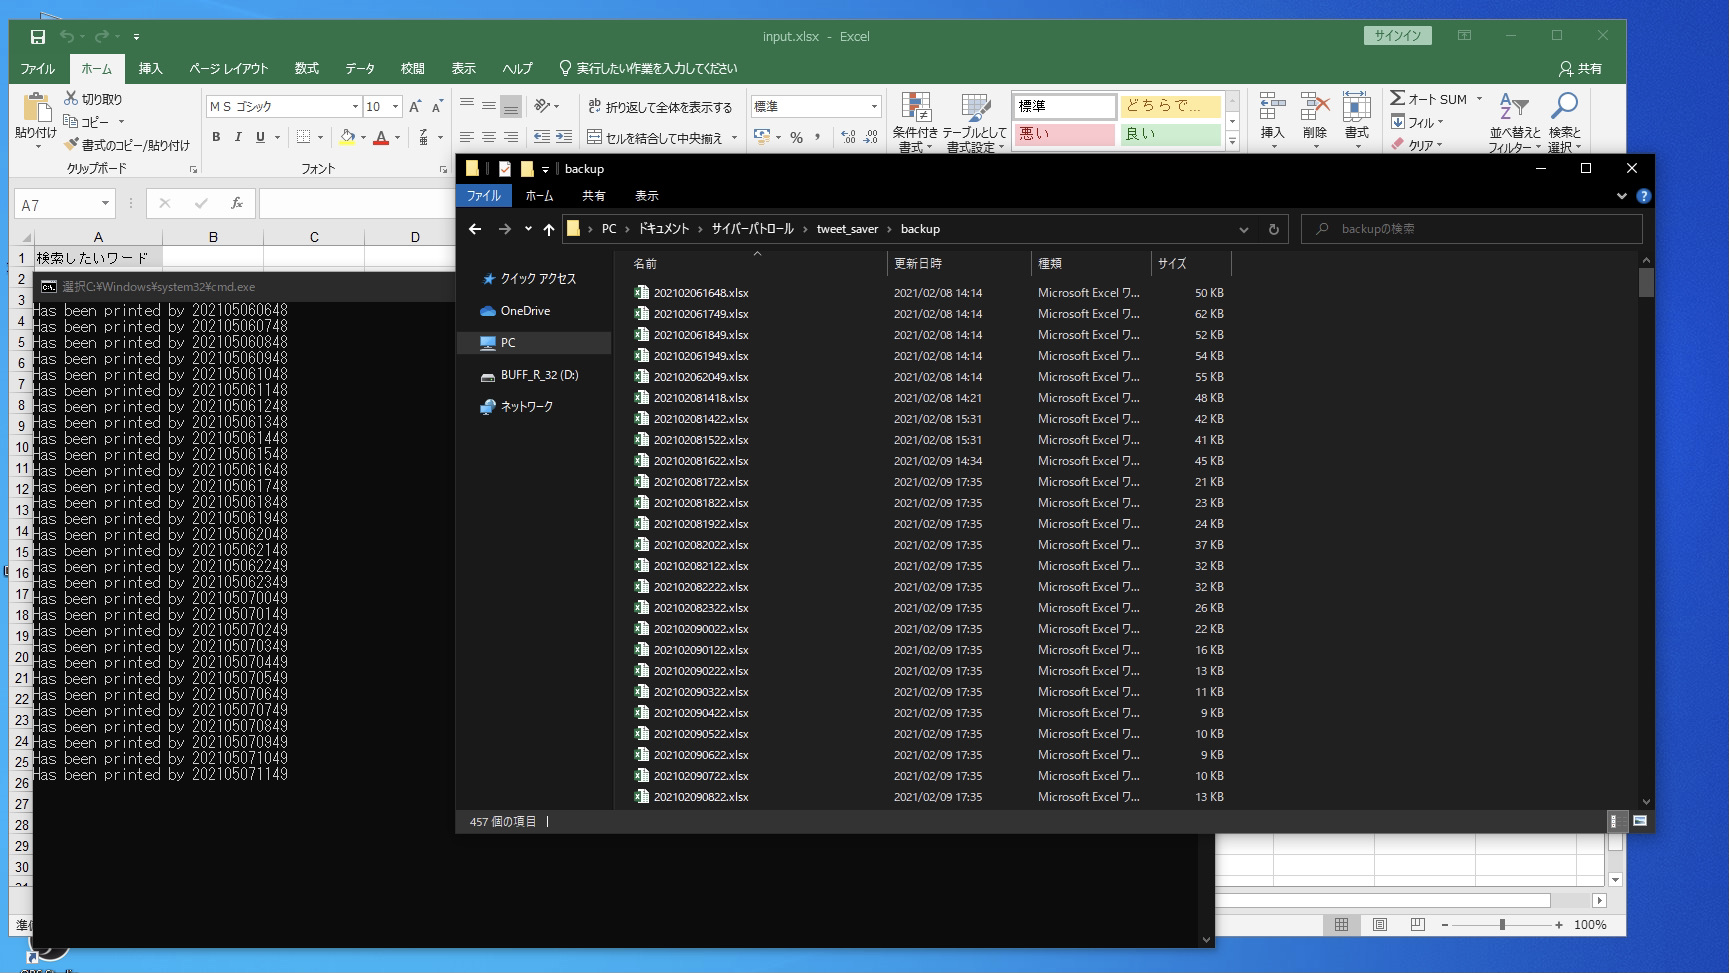 input.xlsx - Excel
サインイン
ファイル ホーム 挿入 ページ レイアウト 数式 データ 校閲 表示 ヘルプ 実行したい作業を入力してください 共有
貼り付け
切り取り
コピー
書式のコピー/貼り付け
クリップボード
ＭＳ ゴシック 10
B I U
フォント
折り返して全体を表示する
セルを結合して中央揃え
標準
条件付き書式
テーブルとして書式設定
標準 どちらで...
悪い 良い
挿入 削除 書式
オート SUM
フィル
クリア
並べ替えとフィルター
検索と選択
A7
fx
A B C D
1 検索したいワード
2
3
4
5
6
7
8
9
10
11
12
13
14
15
16
17
18
19
20
21
22
23
24
25
26
27
28
29
30
選択C:¥Windows¥system32¥cmd.exe
Has been printed by 202105060648
Has been printed by 202105060748
Has been printed by 202105060848
Has been printed by 202105060948
Has been printed by 202105061048
Has been printed by 202105061148
Has been printed by 202105061248
Has been printed by 202105061348
Has been printed by 202105061448
Has been printed by 202105061548
Has been printed by 202105061648
Has been printed by 202105061748
Has been printed by 202105061848
Has been printed by 202105061948
Has been printed by 202105062048
Has been printed by 202105062148
Has been printed by 202105062249
Has been printed by 202105062349
Has been printed by 202105070049
Has been printed by 202105070149
Has been printed by 202105070249
Has been printed by 202105070349
Has been printed by 202105070449
Has been printed by 202105070549
Has been printed by 202105070649
Has been printed by 202105070749
Has been printed by 202105070849
Has been printed by 202105070949
Has been printed by 202105071049
Has been printed by 202105071149
backup
ファイル ホーム 共有 表示
PC › ドキュメント › サイバーパトロール › tweet_saver › backup
backupの検索
クイック アクセス
OneDrive
PC
BUFF_R_32 (D:)
ネットワーク
名前 更新日時 種類 サイズ
202102061648.xlsx 2021/02/08 14:14 Microsoft Excel ワ... 50 KB
202102061749.xlsx 2021/02/08 14:14 Microsoft Excel ワ... 62 KB
202102061849.xlsx 2021/02/08 14:14 Microsoft Excel ワ... 52 KB
202102061949.xlsx 2021/02/08 14:14 Microsoft Excel ワ... 54 KB
202102062049.xlsx 2021/02/08 14:14 Microsoft Excel ワ... 55 KB
202102081418.xlsx 2021/02/08 14:21 Microsoft Excel ワ... 48 KB
202102081422.xlsx 2021/02/08 15:31 Microsoft Excel ワ... 42 KB
202102081522.xlsx 2021/02/08 15:31 Microsoft Excel ワ... 41 KB
202102081622.xlsx 2021/02/09 14:34 Microsoft Excel ワ... 45 KB
202102081722.xlsx 2021/02/09 17:35 Microsoft Excel ワ... 21 KB
202102081822.xlsx 2021/02/09 17:35 Microsoft Excel ワ... 23 KB
202102081922.xlsx 2021/02/09 17:35 Microsoft Excel ワ... 24 KB
202102082022.xlsx 2021/02/09 17:35 Microsoft Excel ワ... 37 KB
202102082122.xlsx 2021/02/09 17:35 Microsoft Excel ワ... 32 KB
202102082222.xlsx 2021/02/09 17:35 Microsoft Excel ワ... 32 KB
202102082322.xlsx 2021/02/09 17:35 Microsoft Excel ワ... 26 KB
202102090022.xlsx 2021/02/09 17:35 Microsoft Excel ワ... 22 KB
202102090122.xlsx 2021/02/09 17:35 Microsoft Excel ワ... 16 KB
202102090222.xlsx 2021/02/09 17:35 Microsoft Excel ワ... 13 KB
202102090322.xlsx 2021/02/09 17:35 Microsoft Excel ワ... 11 KB
202102090422.xlsx 2021/02/09 17:35 Microsoft Excel ワ... 9 KB
202102090522.xlsx 2021/02/09 17:35 Microsoft Excel ワ... 10 KB
202102090622.xlsx 2021/02/09 17:35 Microsoft Excel ワ... 9 KB
202102090722.xlsx 2021/02/09 17:35 Microsoft Excel ワ... 10 KB
202102090822.xlsx 2021/02/09 17:35 Microsoft Excel ワ... 13 KB
457 個の項目
100%